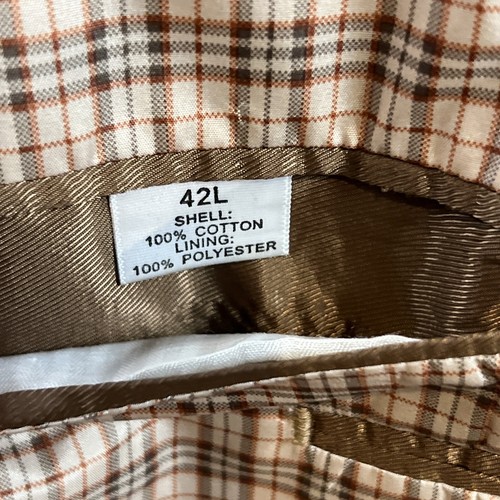 42L
SHELL:
100% COTTON
LINING:
100% POLYESTER